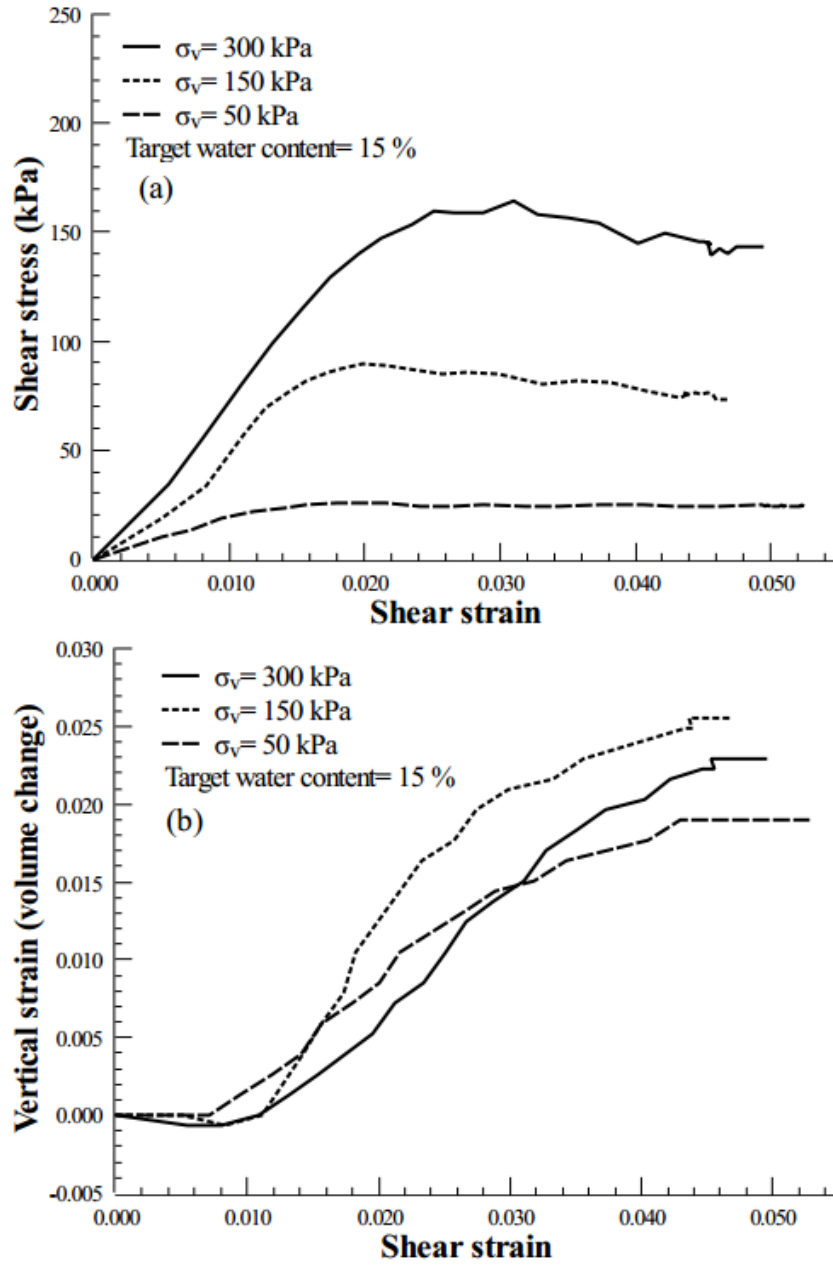 250
σv= 300 kPa
σv= 150 kPa
200
σv= 50 kPa
Target water content= 15 %
(a)
150
100
50
0
Shear stress (kPa)
0.000 0.010 0.020 0.030 0.040 0.050
Shear strain
0.030
σv= 300 kPa
σv= 150 kPa
0.025
σv= 50 kPa
Target water content= 15 %
(b)
0.020
0.015
0.010
0.005
0.000
-0.005
Vertical strain (volume change)
0.000 0.010 0.020 0.030 0.040 0.050
Shear strain